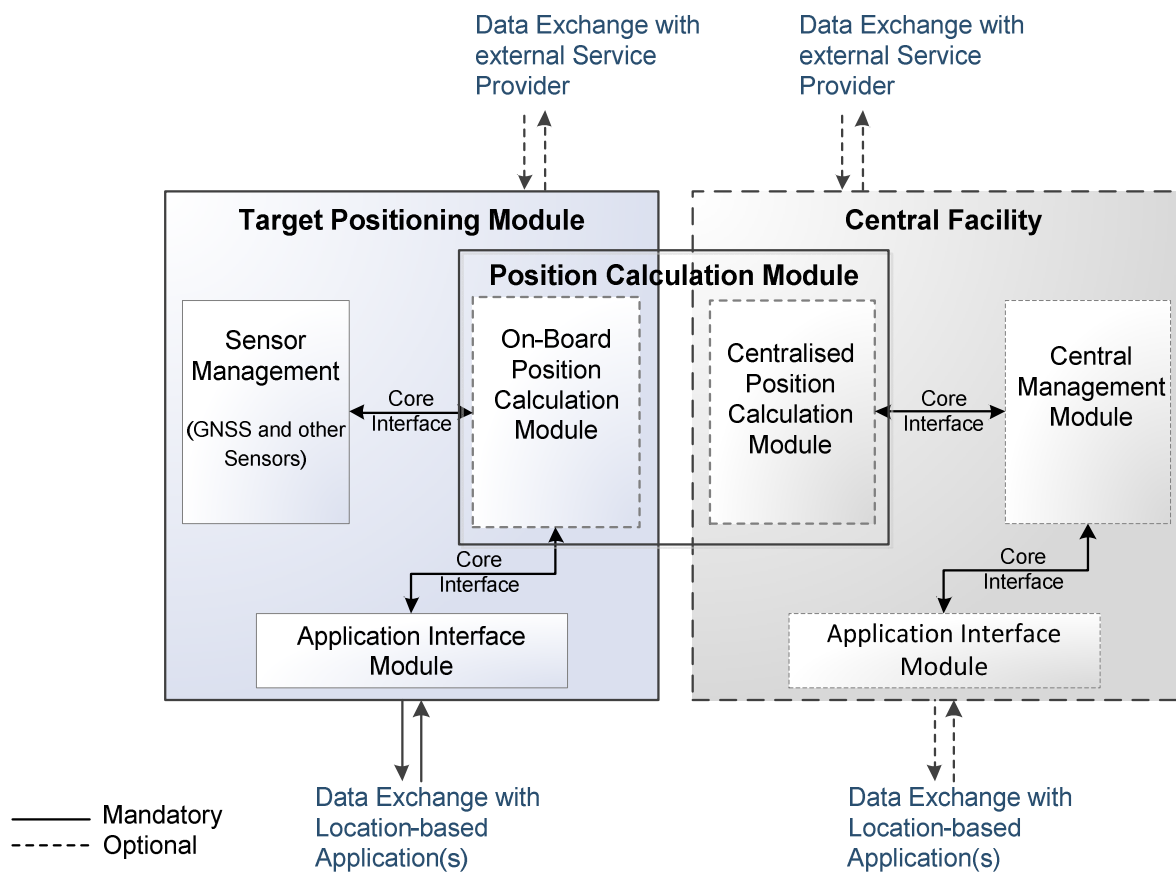 Data Exchange with
external Service
Provider
Data Exchange with
external Service
Provider
Target Positioning Module
Central Facility
Position Calculation Module
Sensor
Management
(GNSS and other
Sensors)
Core
Interface
On-Board
Position
Calculation
Module
Centralised
Position
Calculation
Module
Core
Interface
Central
Management
Module
Core
Interface
Core
Interface
Application Interface
Module
Application Interface
Module
Mandatory
Optional
Data Exchange with
Location-based
Application(s)
Data Exchange with
Location-based
Application(s)